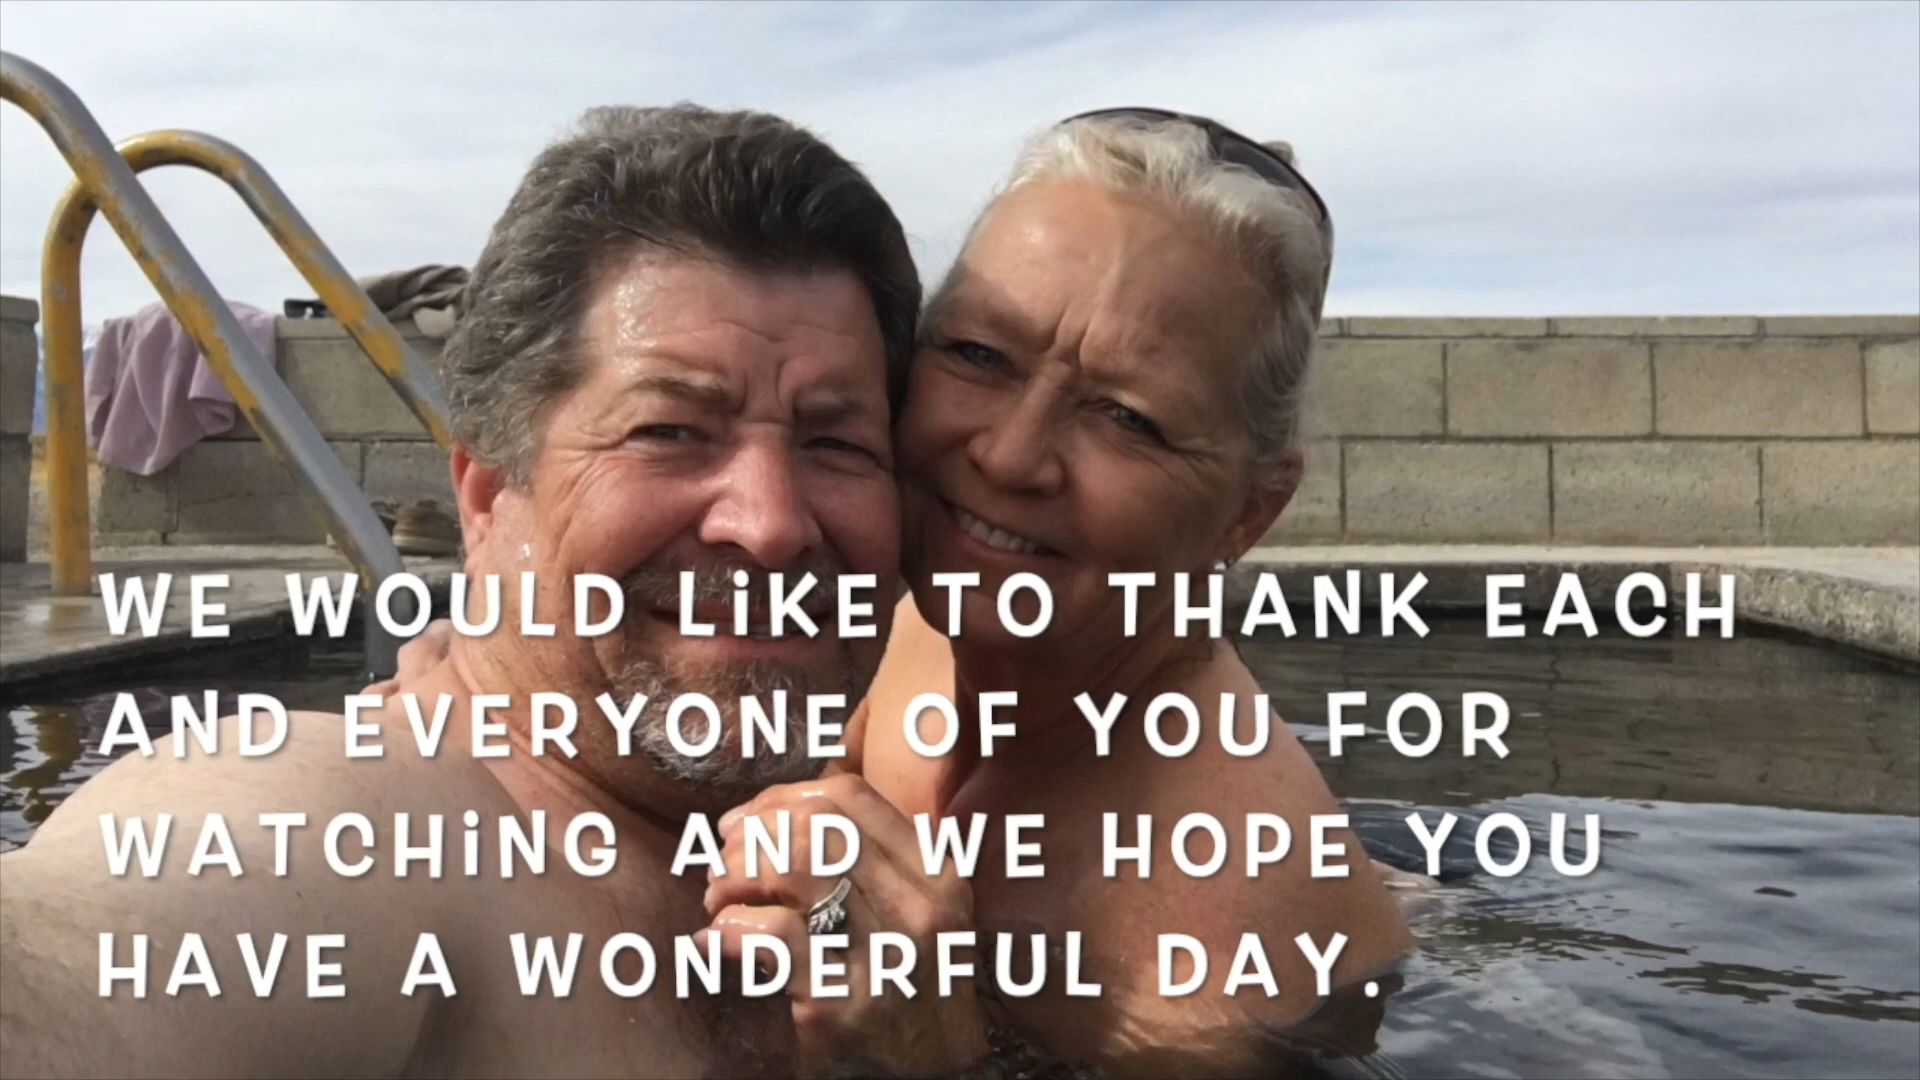 WE WOULD LiKE TO THANK EACH
AND EVERYONE OF YOU FOR
WATCHiNG AND WE HOPE YOU
HAVE A WONDERFUL DAY.